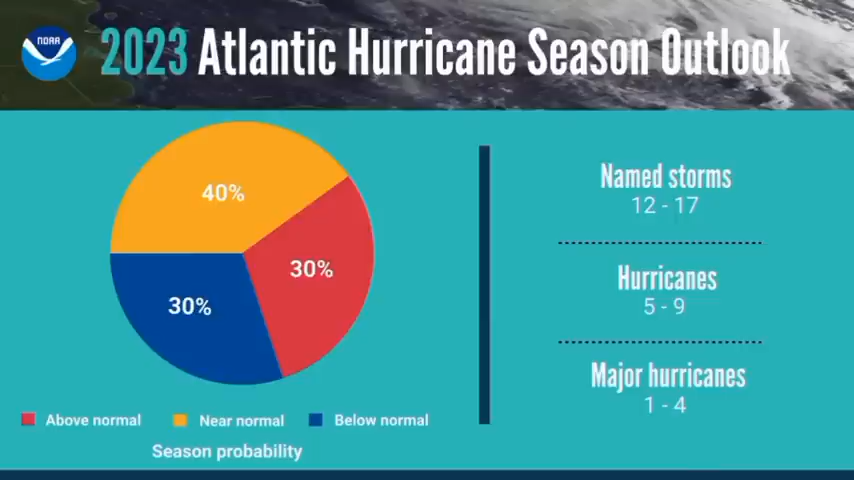 NOAA
2023 Atlantic Hurricane Season Outlook
40%
30%
30%
Above normal
Near normal
Below normal
Season probability
Named storms
12 - 17
Hurricanes
5 - 9
Major hurricanes
1 - 4